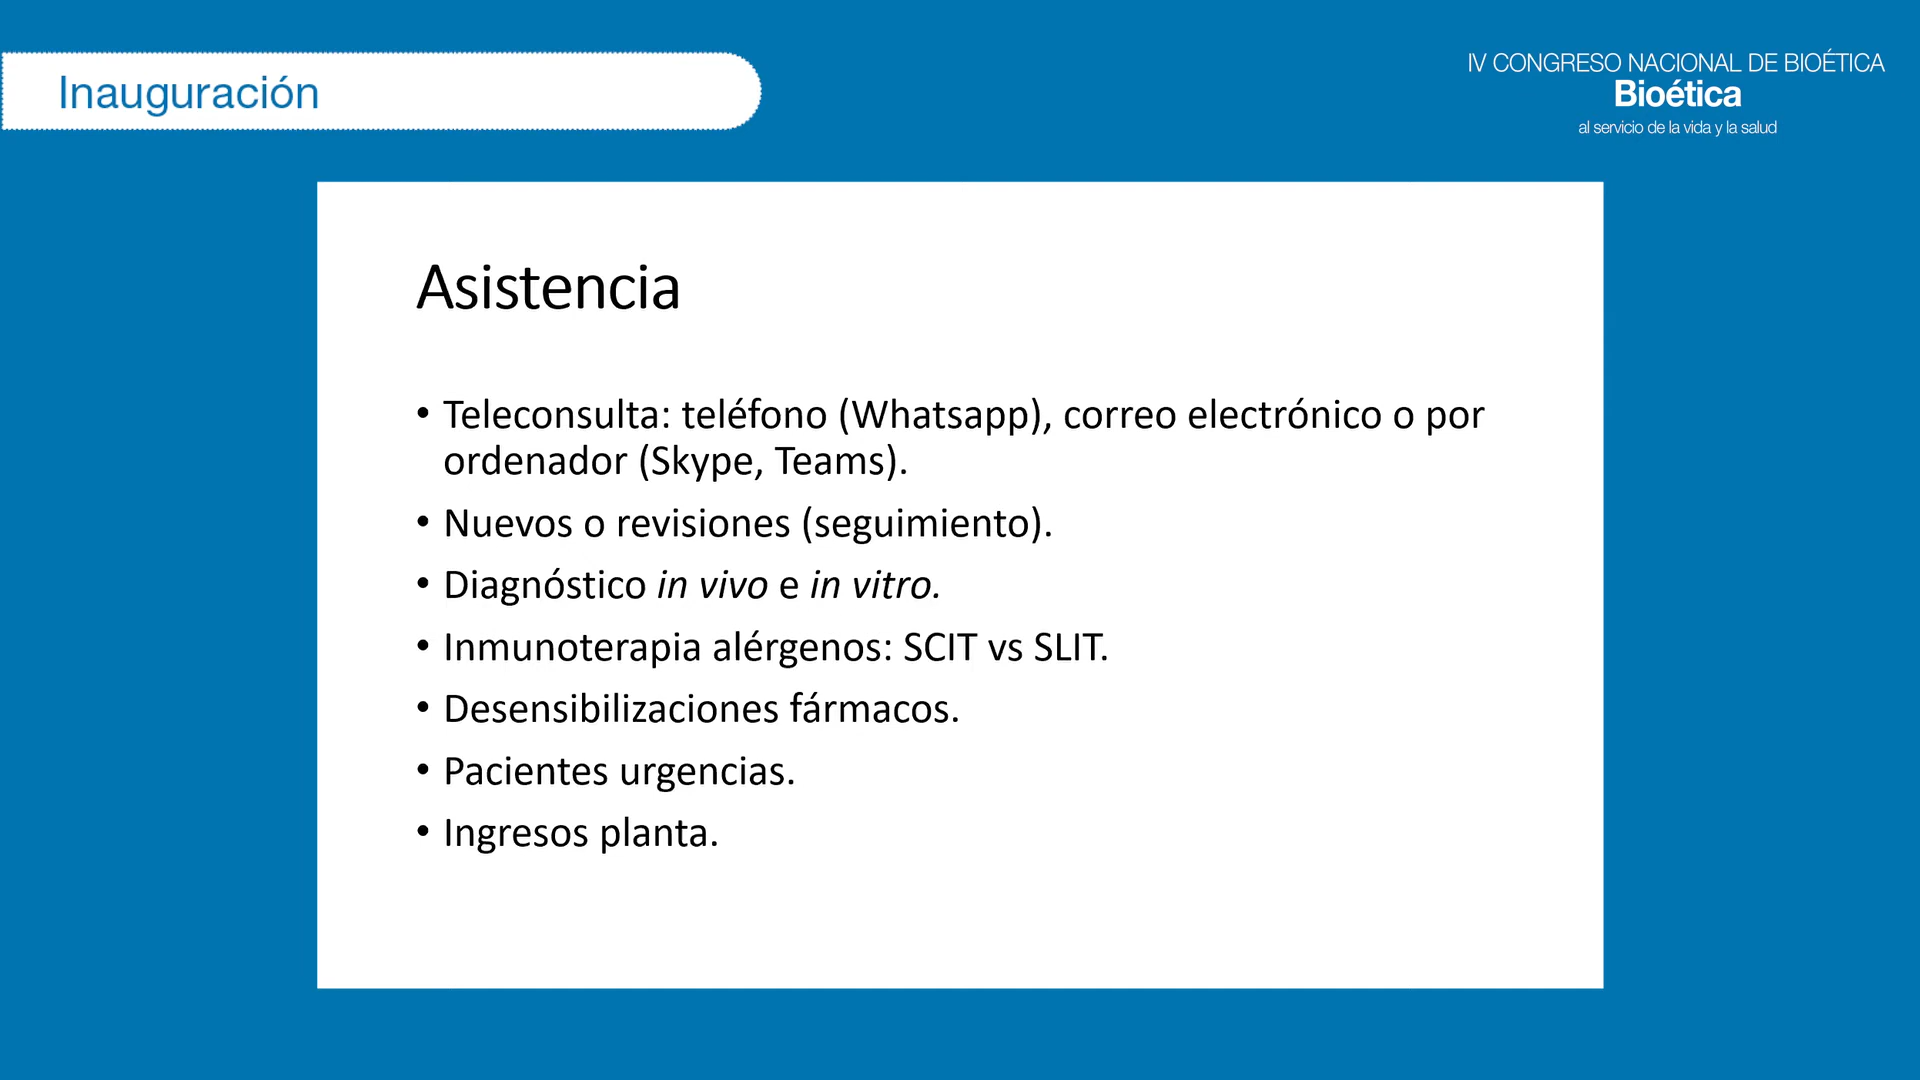 Inauguración
IV CONGRESO NACIONAL DE BIOÉTICA
Bioética
al servicio de la vida y la salud
Asistencia
• Teleconsulta: teléfono (Whatsapp), correo electrónico o por
ordenador (Skype, Teams).
• Nuevos o revisiones (seguimiento).
• Diagnóstico in vivo e in vitro.
• Inmunoterapia alérgenos: SCIT vs SLIT.
• Desensibilizaciones fármacos.
• Pacientes urgencias.
• Ingresos planta.